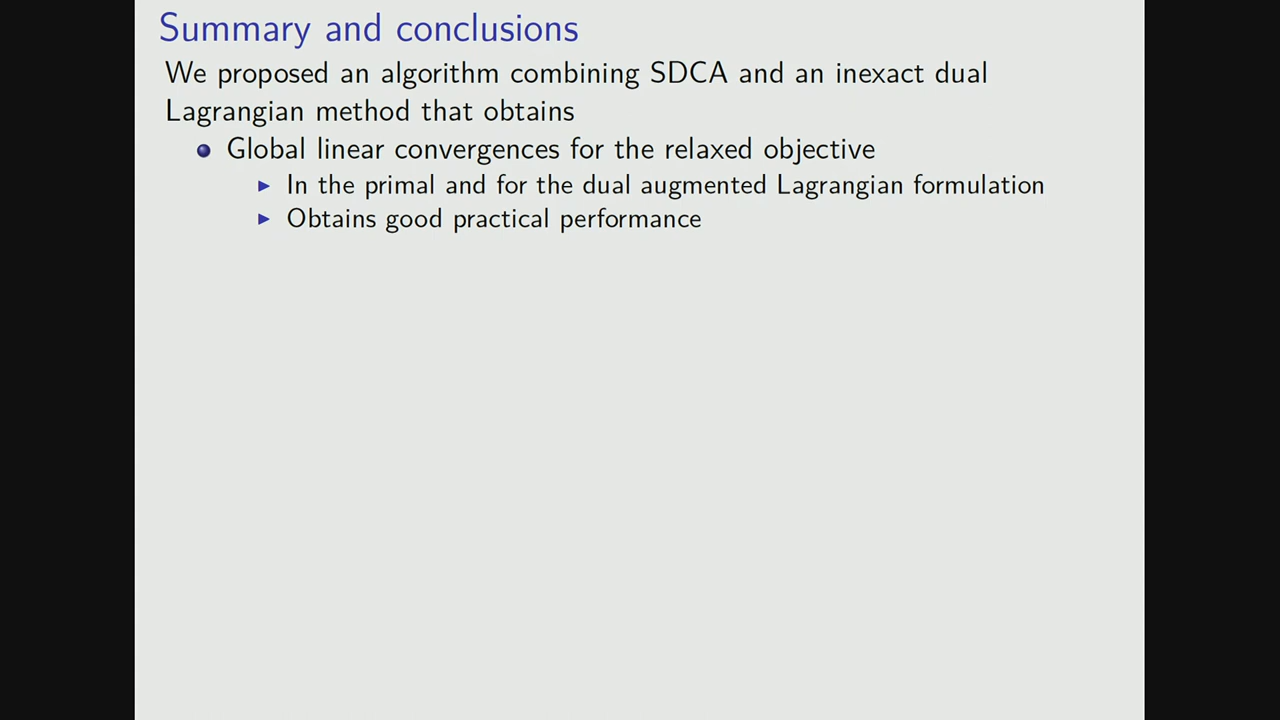 Summary and conclusions
We proposed an algorithm combining SDCA and an inexact dual
Lagrangian method that obtains
Global linear convergences for the relaxed objective
In the primal and for the dual augmented Lagrangian formulation
Obtains good practical performance